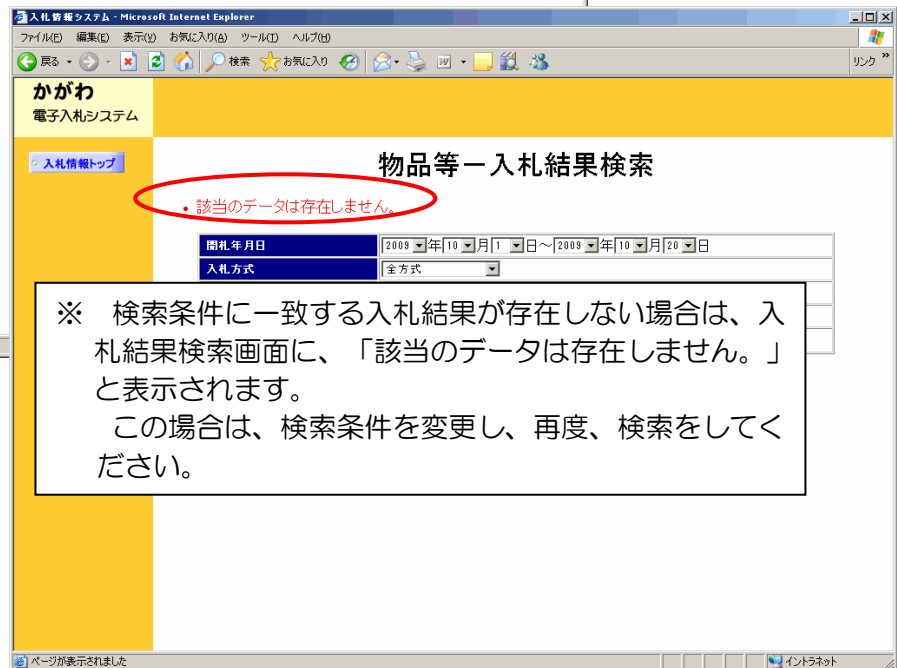 入札情報システム - Microsoft Internet Explorer
ファイル(F) 編集(E) 表示(V) お気に入り(A) ツール(T) ヘルプ(H)
戻る 検索 お気に入り リンク »
かがわ
電子入札システム
入札情報トップ
物品等－入札結果検索
・該当のデータは存在しません。
開札年月日 2009 年 10 月 1 日～ 2009 年 10 月 20 日
入札方式 全方式
※ 検索条件に一致する入札結果が存在しない場合は、入
札結果検索画面に、「該当のデータは存在しません。」
と表示されます。
この場合は、検索条件を変更し、再度、検索をしてく
ださい。
ページが表示されました イントラネット